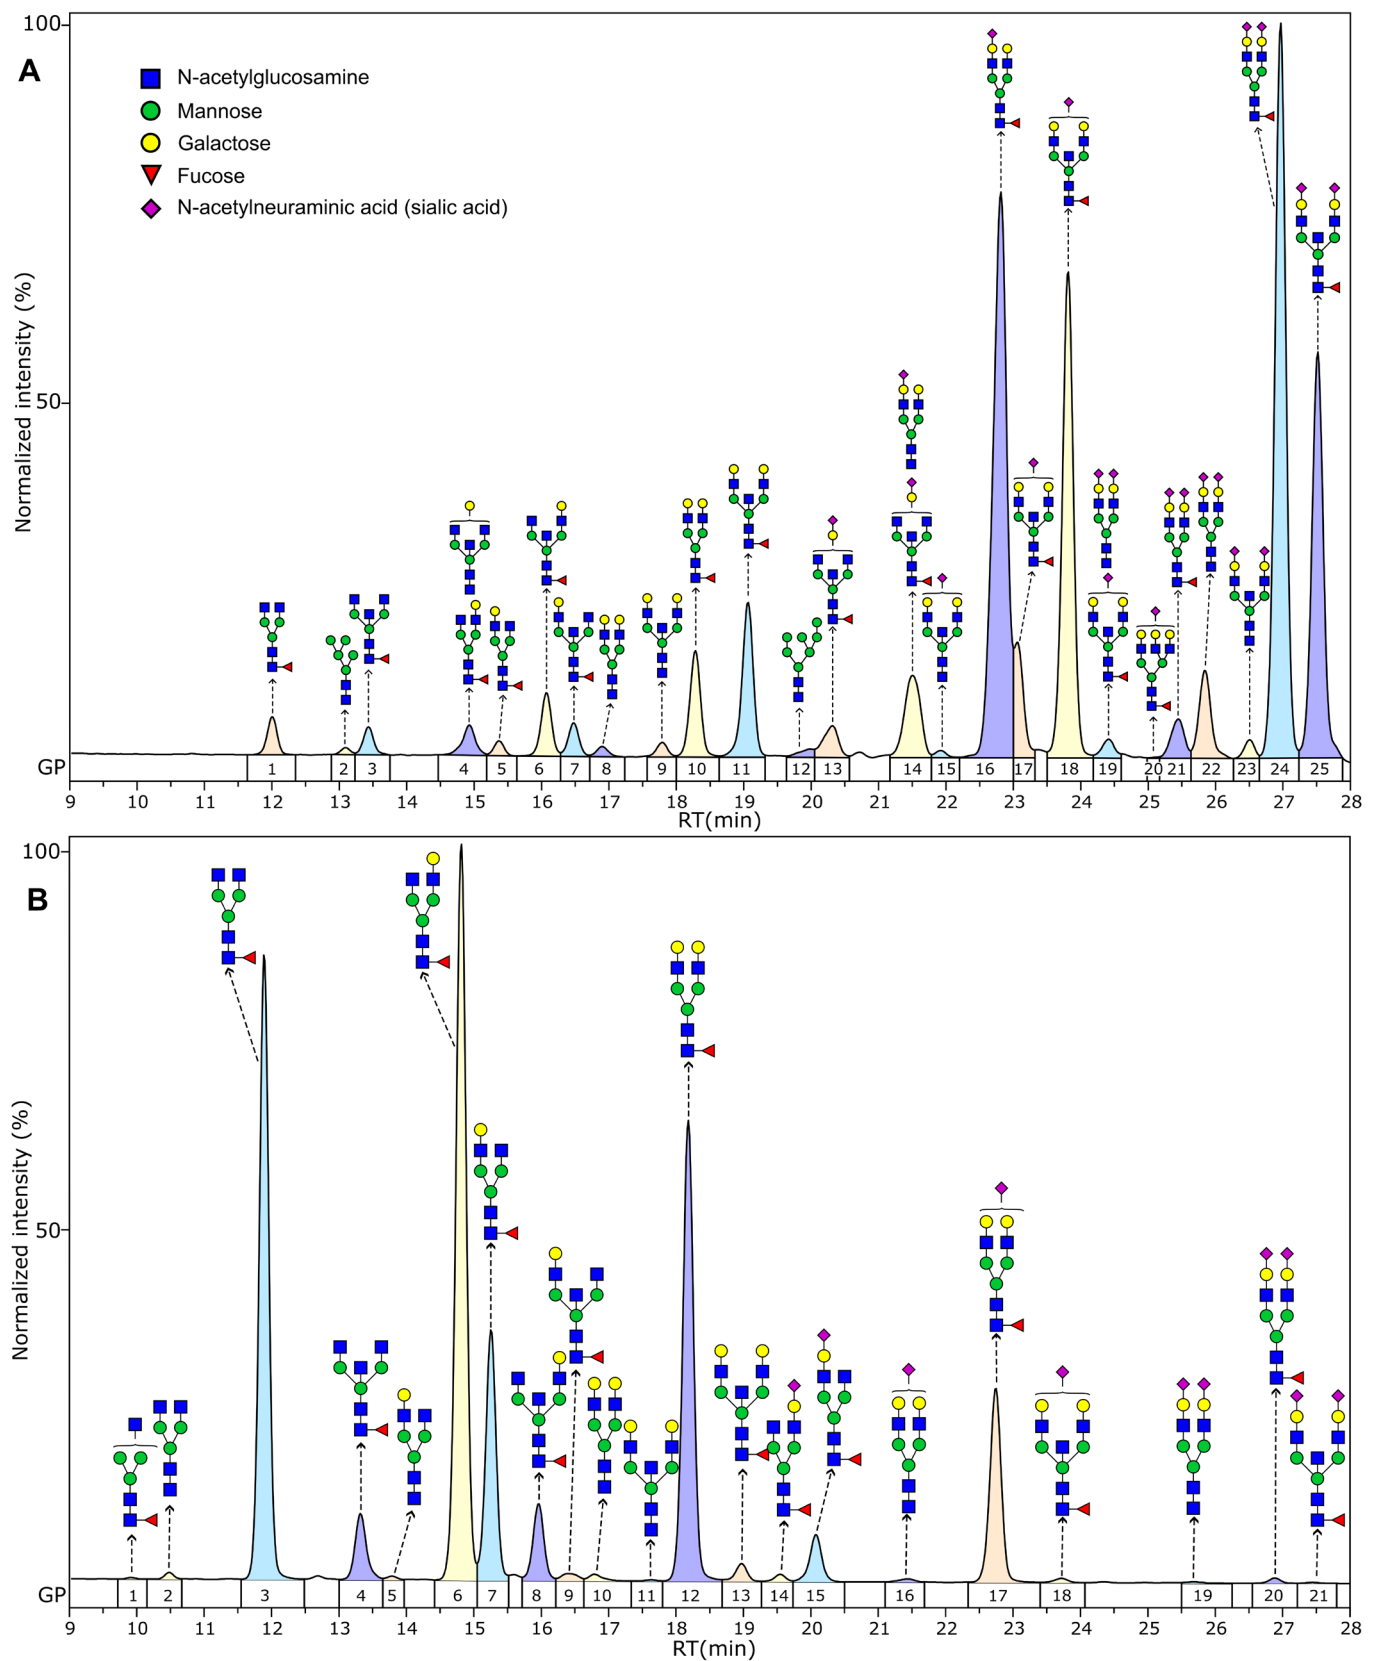 100
A
N-acetylglucosamine
Mannose
Galactose
Fucose
N-acetylneuraminic acid (sialic acid)
Normalized intensity (%)
50
GP 1 2 3 4 5 6 7 8 9 10 11 12 13 14 15 16 17 18 19 20 21 22 23 24 25
9 10 11 12 13 14 15 16 17 18 19 20 21 22 23 24 25 26 27 28
RT(min)
100
B
Normalized intensity (%)
50
GP 1 2 3 4 5 6 7 8 9 10 11 12 13 14 15 16 17 18 19 20 21
9 10 11 12 13 14 15 16 17 18 19 20 21 22 23 24 25 26 27 28
RT(min)